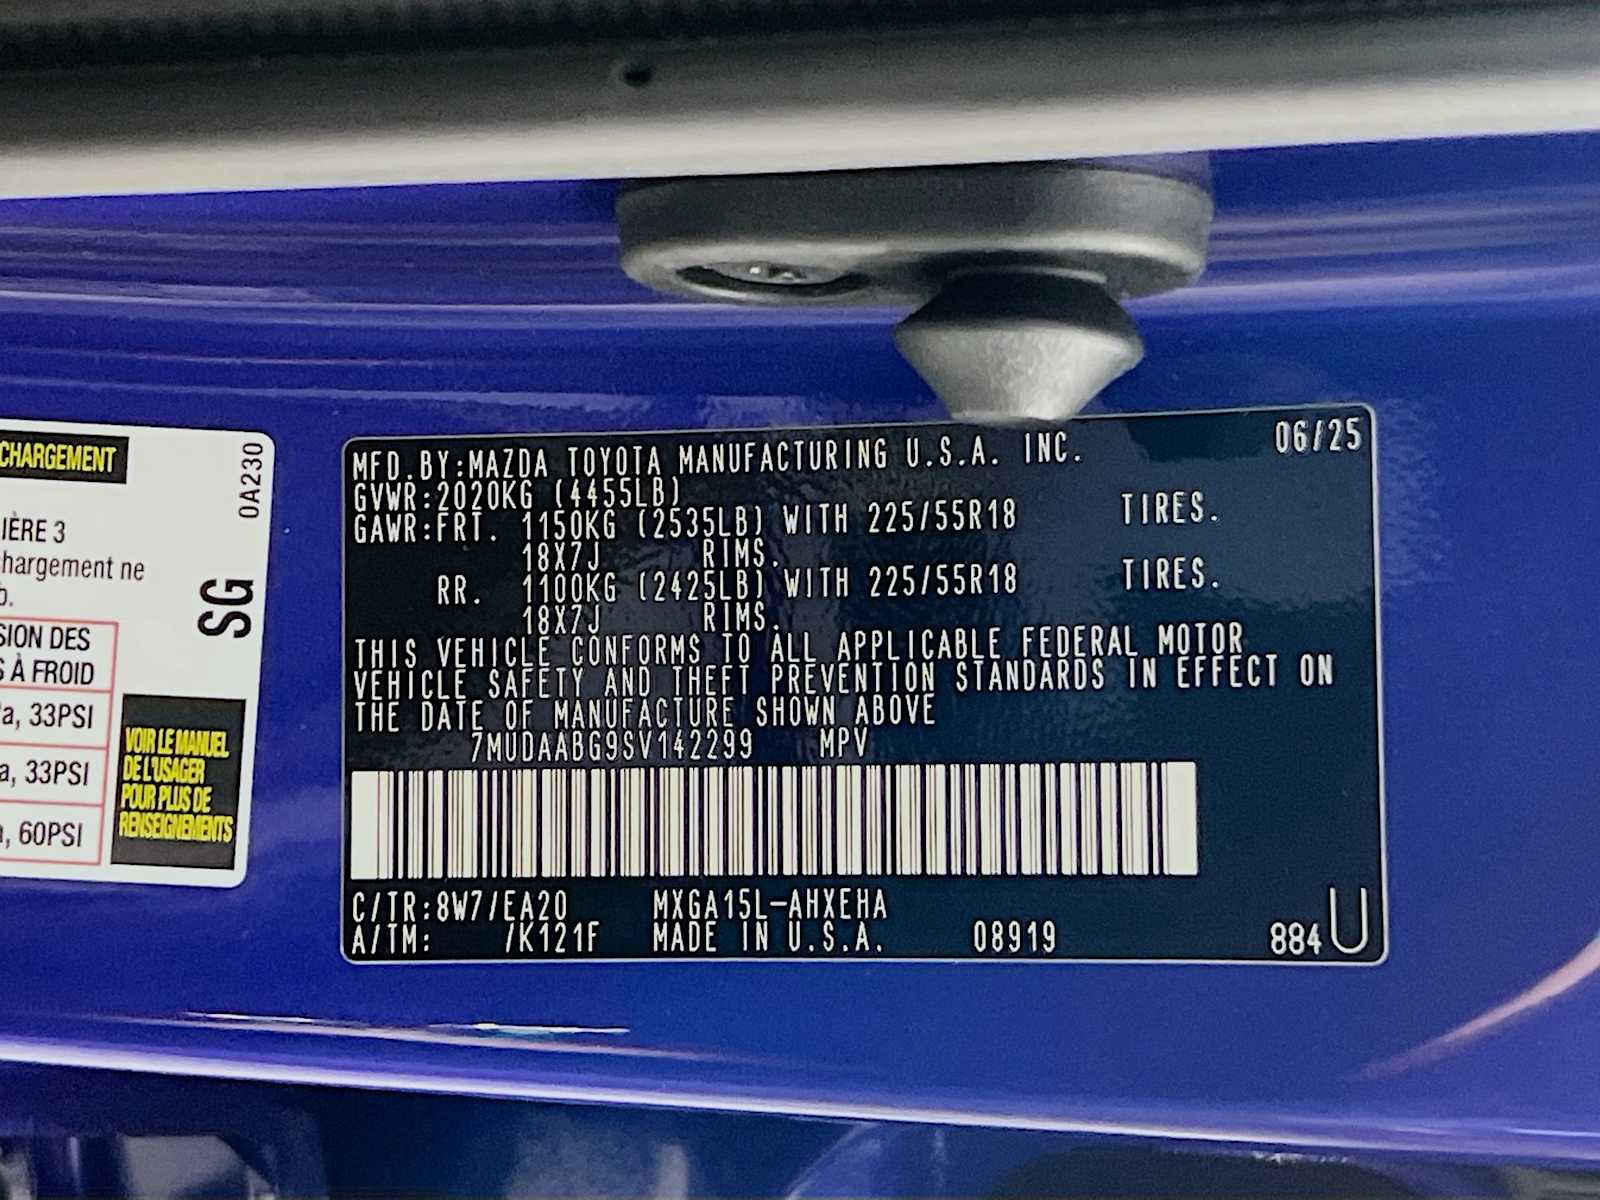 CHARGEMENT
0A230
IÈRE 3
chargement ne
SG
SION DES
À FROID
a, 33PSI
a, 33PSI
, 60PSI
VOIR LE MANUEL
DE L'USAGER
POUR PLUS DE
RENSEIGNEMENTS
MFD.BY:MAZDA TOYOTA MANUFACTURING U.S.A. INC. 06/25
GVWR:2020KG (4455LB)
GAWR:FRT. 1150KG (2535LB) WITH 225/55R18 TIRES.
18X7J RIMS.
RR. 1100KG (2425LB) WITH 225/55R18 TIRES.
18X7J RIMS.
THIS VEHICLE CONFORMS TO ALL APPLICABLE FEDERAL MOTOR
VEHICLE SAFETY AND THEFT PREVENTION STANDARDS IN EFFECT ON
THE DATE OF MANUFACTURE SHOWN ABOVE
7MUDAABG9SV142299 MPV
C/TR:8W7/EA20 MXGA15L-AHXEHA
A/TM: /K121F MADE IN U.S.A. 08919 884U